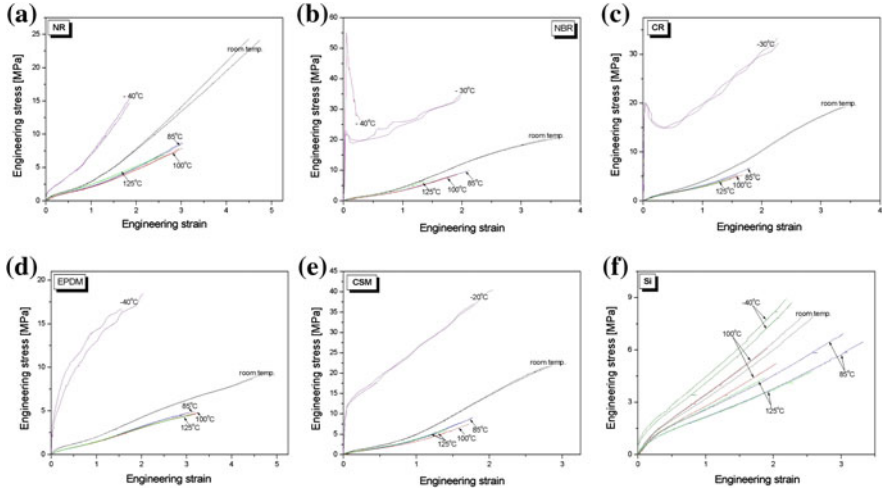 (a)
NR
Engineering stress [MPa]
25
20
15
10
5
0
-40°C
room temp.
85°C
100°C
125°C
0 1 2 3 4 5
Engineering strain
(b)
NBR
Engineering stress [MPa]
60
50
40
30
20
10
0
-40°C
-30°C
room temp.
85°C
100°C
125°C
0 1 2 3 4
Engineering strain
(c)
CR
Engineering stress [MPa]
30
20
10
0
-30°C
room temp.
85°C
100°C
125°C
0 1 2 3 4
Engineering strain
(d)
EPDM
Engineering stress [MPa]
20
15
10
5
0
-40°C
room temp.
85°C
100°C
125°C
0 1 2 3 4 5
Engineering strain
(e)
CSM
Engineering stress [MPa]
45
40
35
30
25
20
15
10
5
0
-20°C
room temp.
85°C
100°C
125°C
0 1 2 3
Engineering strain
(f)
Si
Engineering stress [MPa]
9
6
3
0
-40°C
100°C
room temp.
85°C
125°C
0 1 2 3
Engineering strain